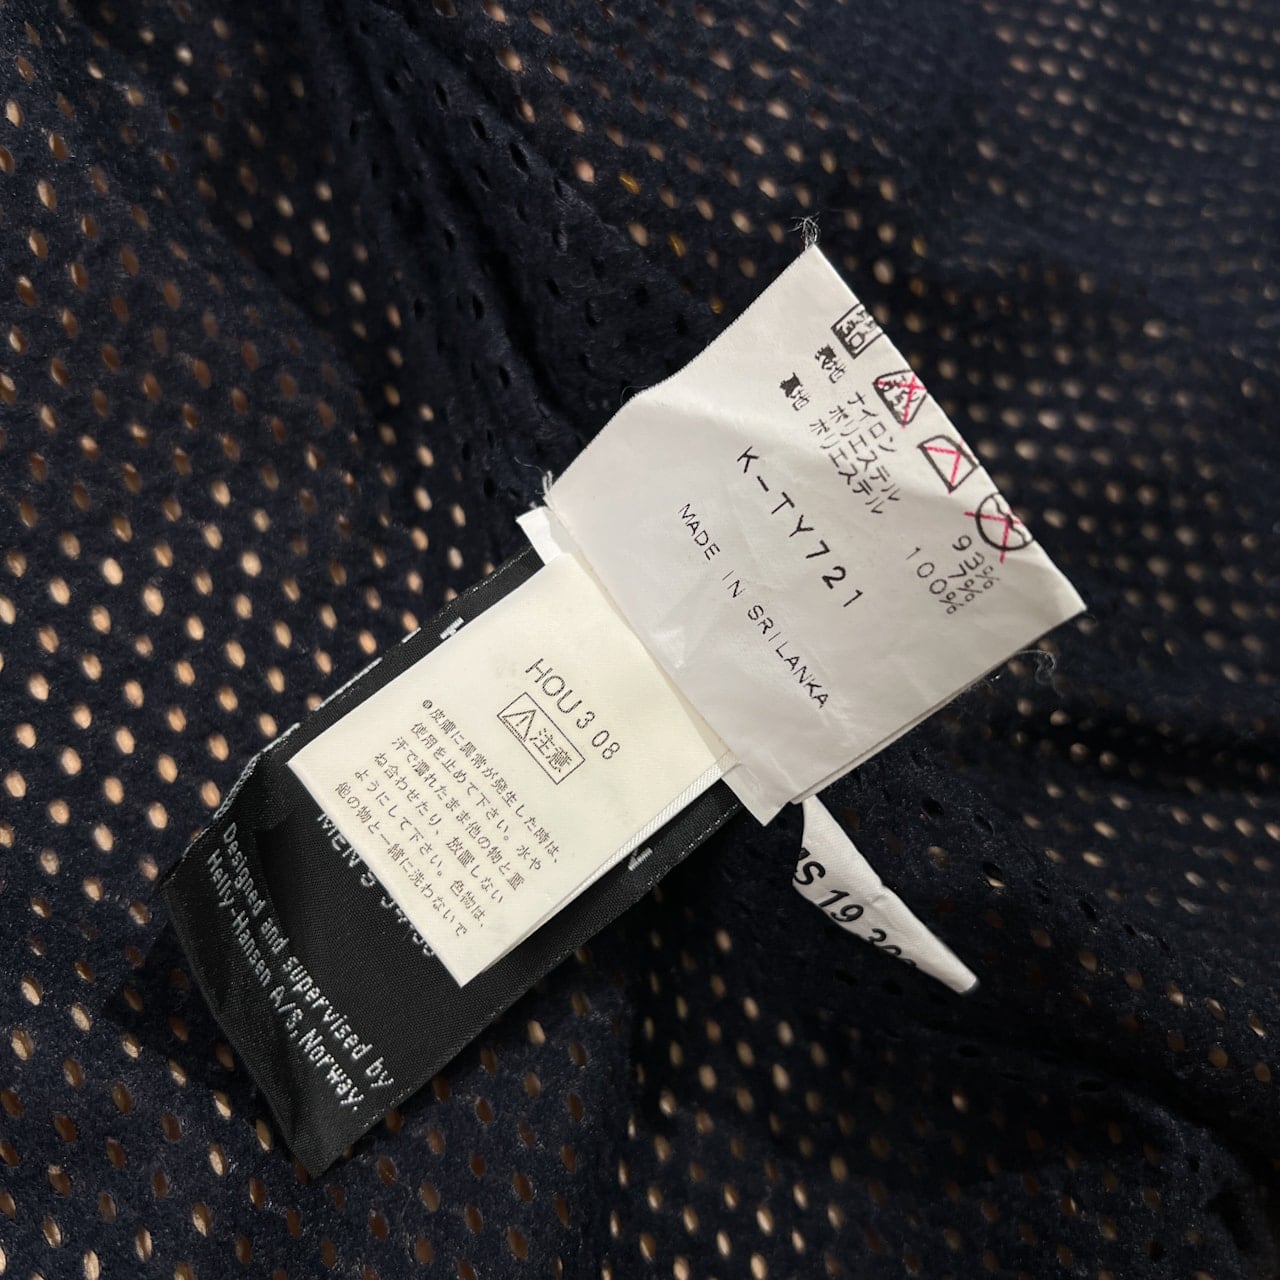 表地
ナイロン
93%
ポリエステル
7%
裏地
ポリエステル
100%
K-TY721
MADE IN SRI LANKA
HOU308
注意
●皮膚に異常が発生した時は、
使用を止めて下さい。水や
汗で濡れたまま他の物と重
ね合わせたり、放置しない
ようにして下さい。色物は、
他の物と一緒に洗わないで
MEN'S
Designed and supervised by
Helly-Hansen A/S, Norway.
19